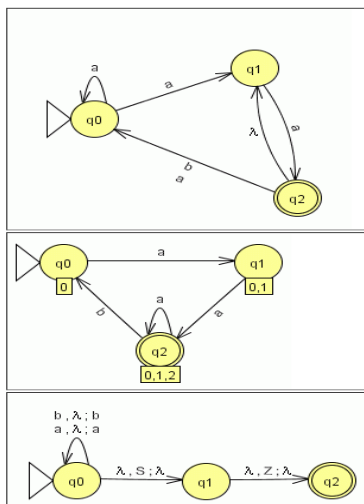 a
q1
a
q0
λ
a
b
a
q2
q0
a
q1
0
0,1
b
a
a
q2
0,1,2
b , λ ; b
a , λ ; a
λ , S ; λ
λ , Z ; λ
q0
q1
q2